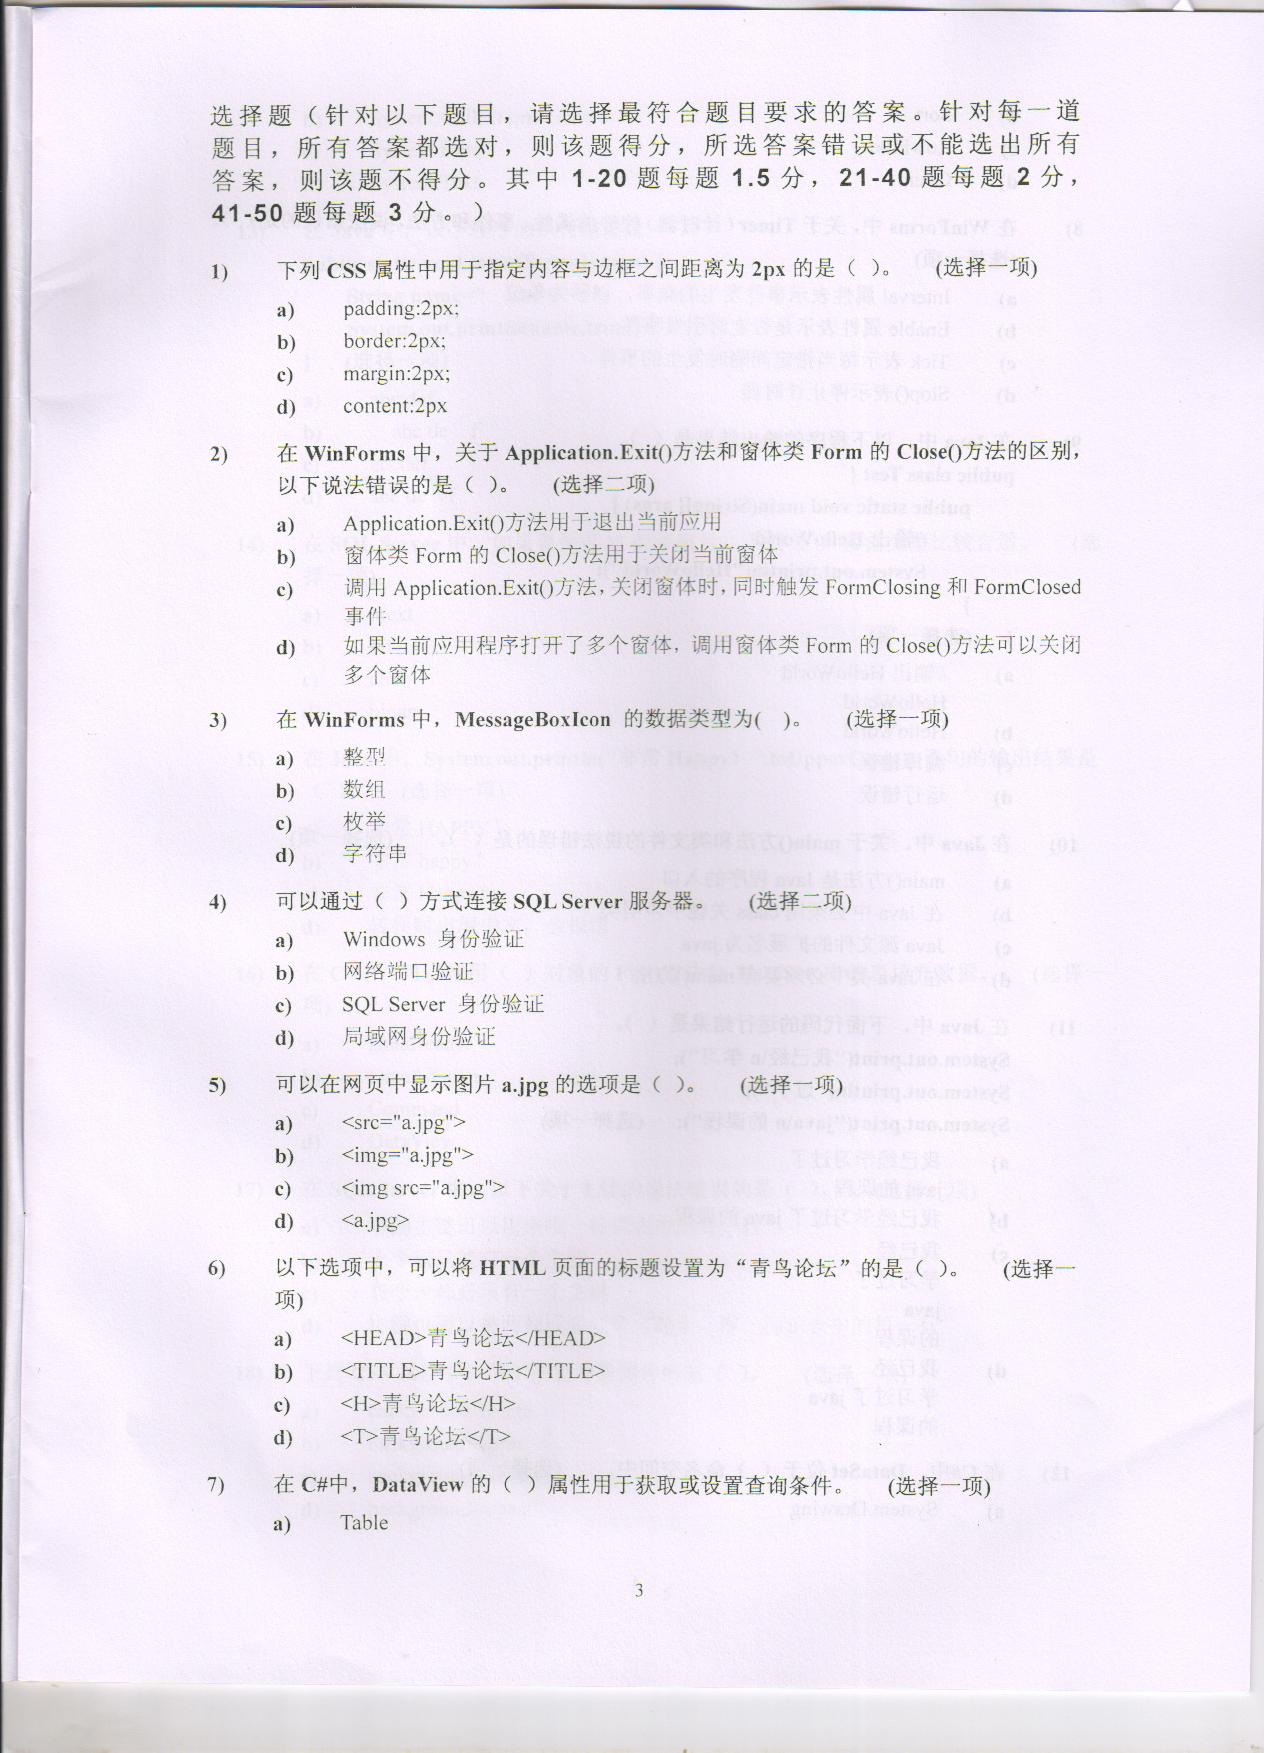 选择题（针对以下题目，请选择最符合题目要求的答案。针对每一道
题目，所有答案都选对，则该题得分，所选答案错误或不能选出所有
答案，则该题不得分。其中 1-20 题每题 1.5 分，21-40 题每题 2 分，
41-50 题每题 3 分。）
1) 下列 CSS 属性中用于指定内容与边框之间距离为 2px 的是（ ）。 (选择一项)
a) padding:2px;
b) border:2px;
c) margin:2px;
d) content:2px
2) 在 WinForms 中，关于 Application.Exit()方法和窗体类 Form 的 Close()方法的区别，
以下说法错误的是（ ）。 (选择二项)
a) Application.Exit()方法用于退出当前应用
b) 窗体类 Form 的 Close()方法用于关闭当前窗体
c) 调用 Application.Exit()方法，关闭窗体时，同时触发 FormClosing 和 FormClosed
事件
d) 如果当前应用程序打开了多个窗体，调用窗体类 Form 的 Close()方法可以关闭
多个窗体
3) 在 WinForms 中，MessageBoxIcon 的数据类型为( )。 (选择一项)
a) 整型
b) 数组
c) 枚举
d) 字符串
4) 可以通过（ ）方式连接 SQL Server 服务器。 (选择二项)
a) Windows 身份验证
b) 网络端口验证
c) SQL Server 身份验证
d) 局域网身份验证
5) 可以在网页中显示图片 a.jpg 的选项是（ ）。 (选择一项)
a) <src="a.jpg">
b) <img="a.jpg">
c) <img src="a.jpg">
d) <a.jpg>
6) 以下选项中，可以将 HTML 页面的标题设置为“青鸟论坛”的是（ ）。 (选择一
项)
a) <HEAD>青鸟论坛</HEAD>
b) <TITLE>青鸟论坛</TITLE>
c) <H>青鸟论坛</H>
d) <T>青鸟论坛</T>
7) 在 C#中，DataView 的（ ）属性用于获取或设置查询条件。 (选择一项)
a) Table
3